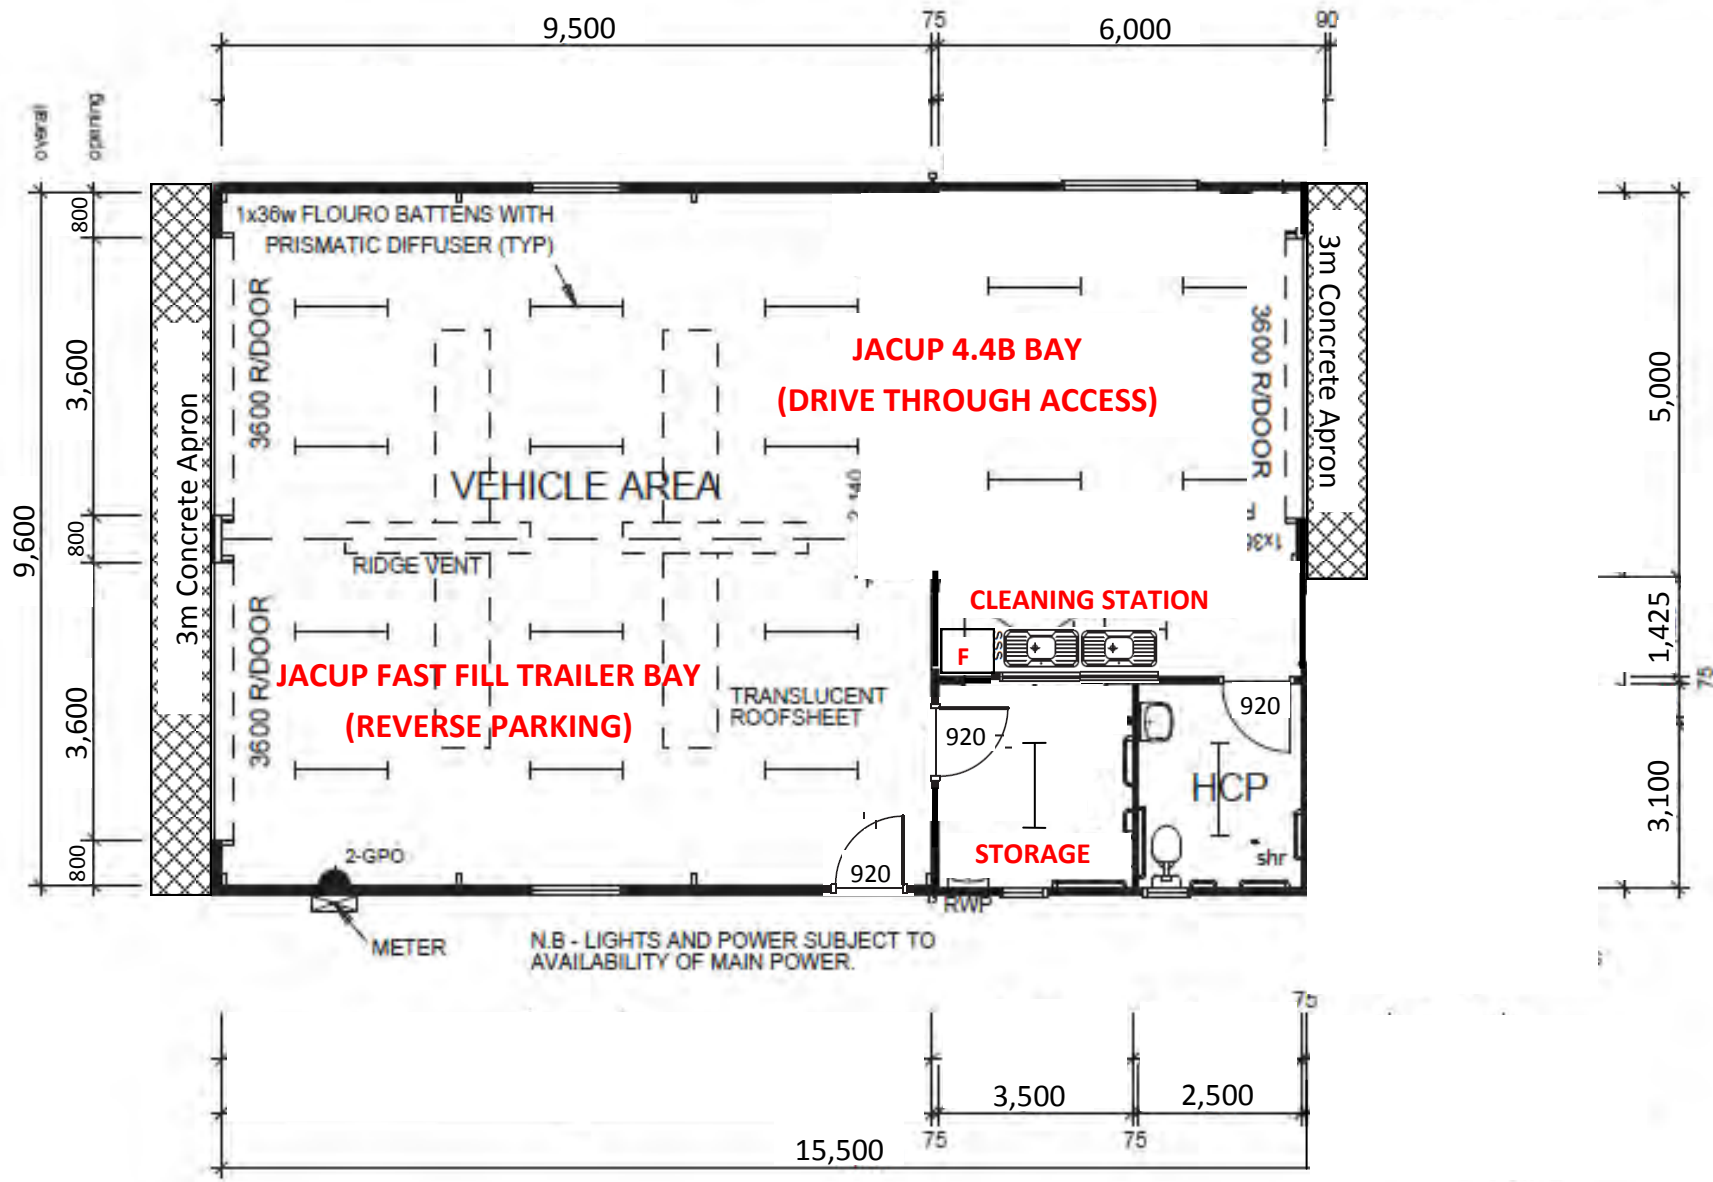 9,500
75
6,000
90
overall
opening
800
3,600
800
3,600
800
9,600
3m Concrete Apron
1x36w FLOURO BATTENS WITH
PRISMATIC DIFFUSER (TYP)
3600 R/DOOR
3600 R/DOOR
VEHICLE AREA
RIDGE VENT
JACUP 4.4B BAY
(DRIVE THROUGH ACCESS)
3600 R/DOOR
3m Concrete Apron
1x36
5,000
1,425
75
3,100
CLEANING STATION
F
SSS
JACUP FAST FILL TRAILER BAY
(REVERSE PARKING)
TRANSLUCENT
ROOFSHEET
920
920
HCP
STORAGE
shr
2-GPO
920
RWP
METER
N.B - LIGHTS AND POWER SUBJECT TO
AVAILABILITY OF MAIN POWER.
75
3,500
2,500
75
75
15,500